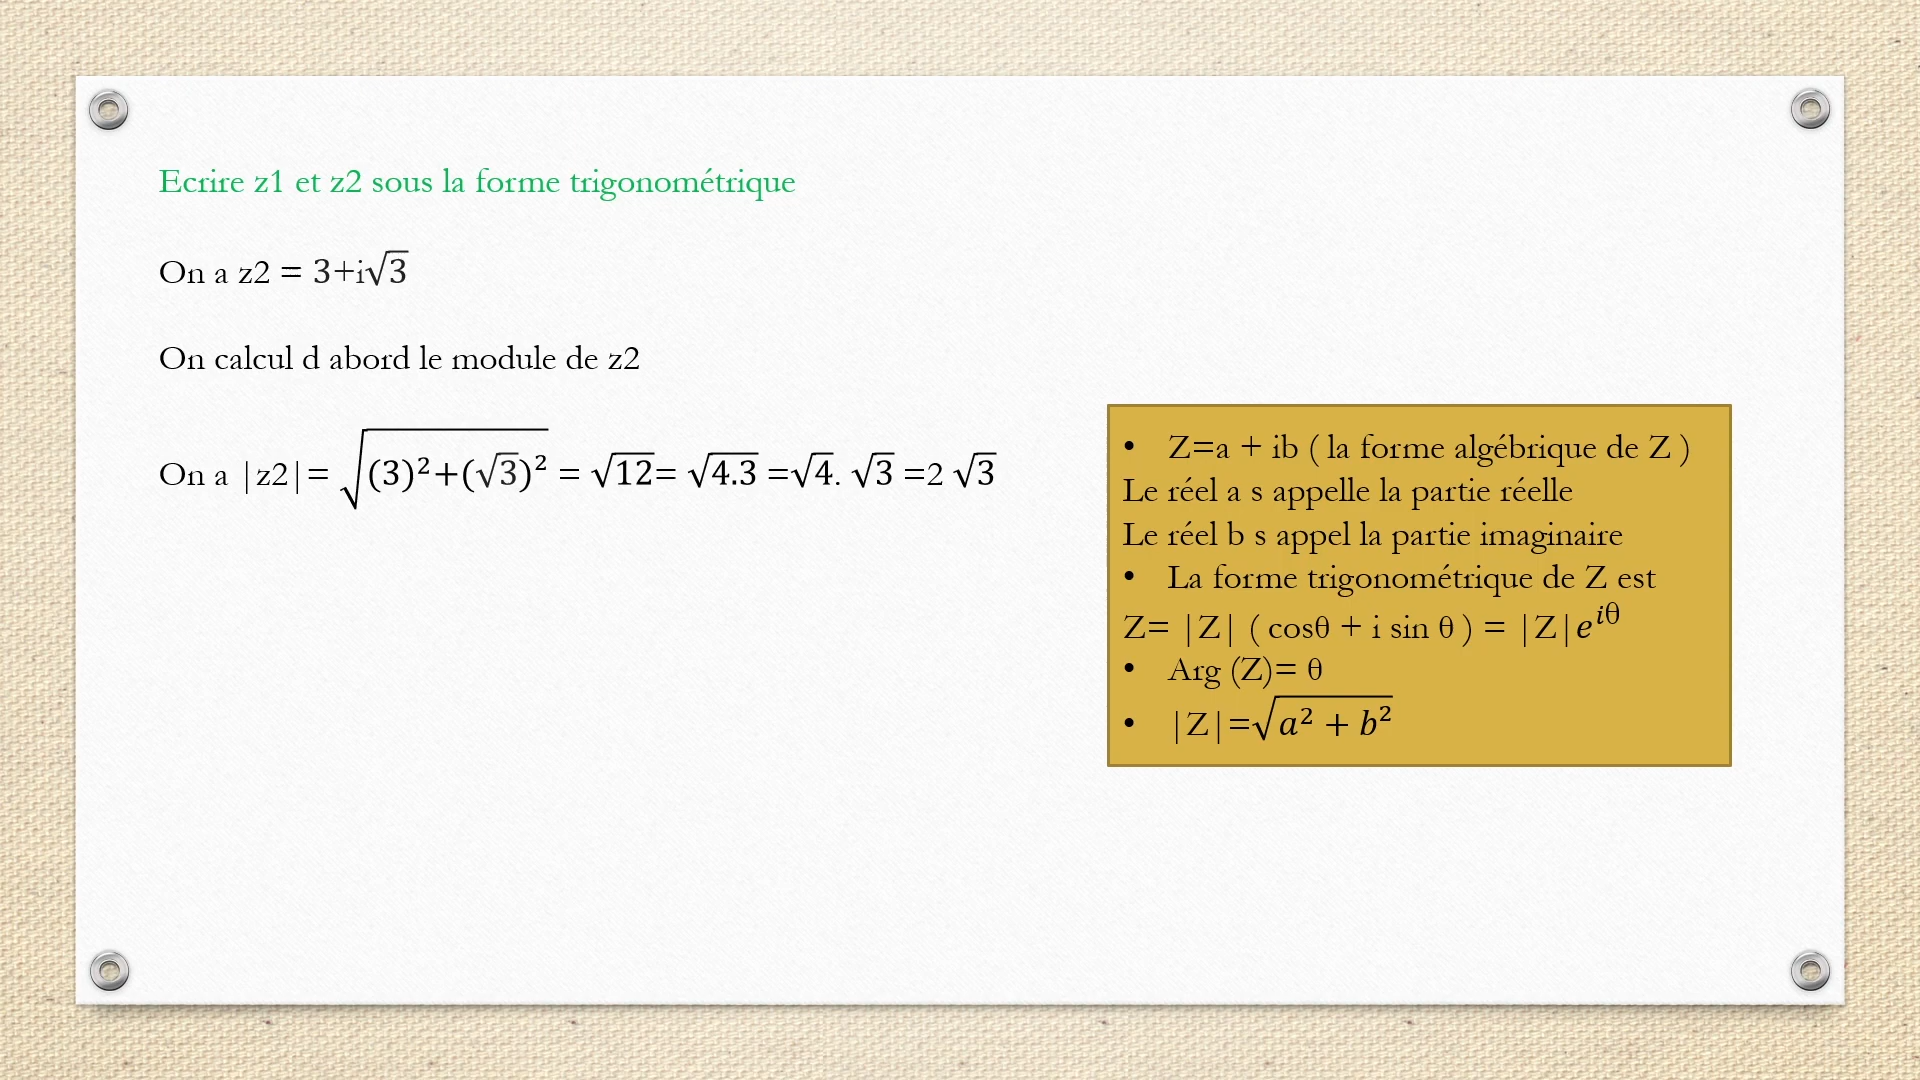 Ecrire z1 et z2 sous la forme trigonométrique
On a z2 = 3+i√3
On calcul d abord le module de z2
On a |z2|= √((3)²+(√3)²) = √12= √4.3 =√4. √3 =2 √3
• Z=a + ib ( la forme algébrique de Z )
Le réel a s appelle la partie réelle
Le réel b s appel la partie imaginaire
• La forme trigonométrique de Z est
Z= |Z| ( cosθ + i sin θ ) = |Z|e^{iθ}
• Arg (Z)= θ
• |Z|=√(a² + b²)